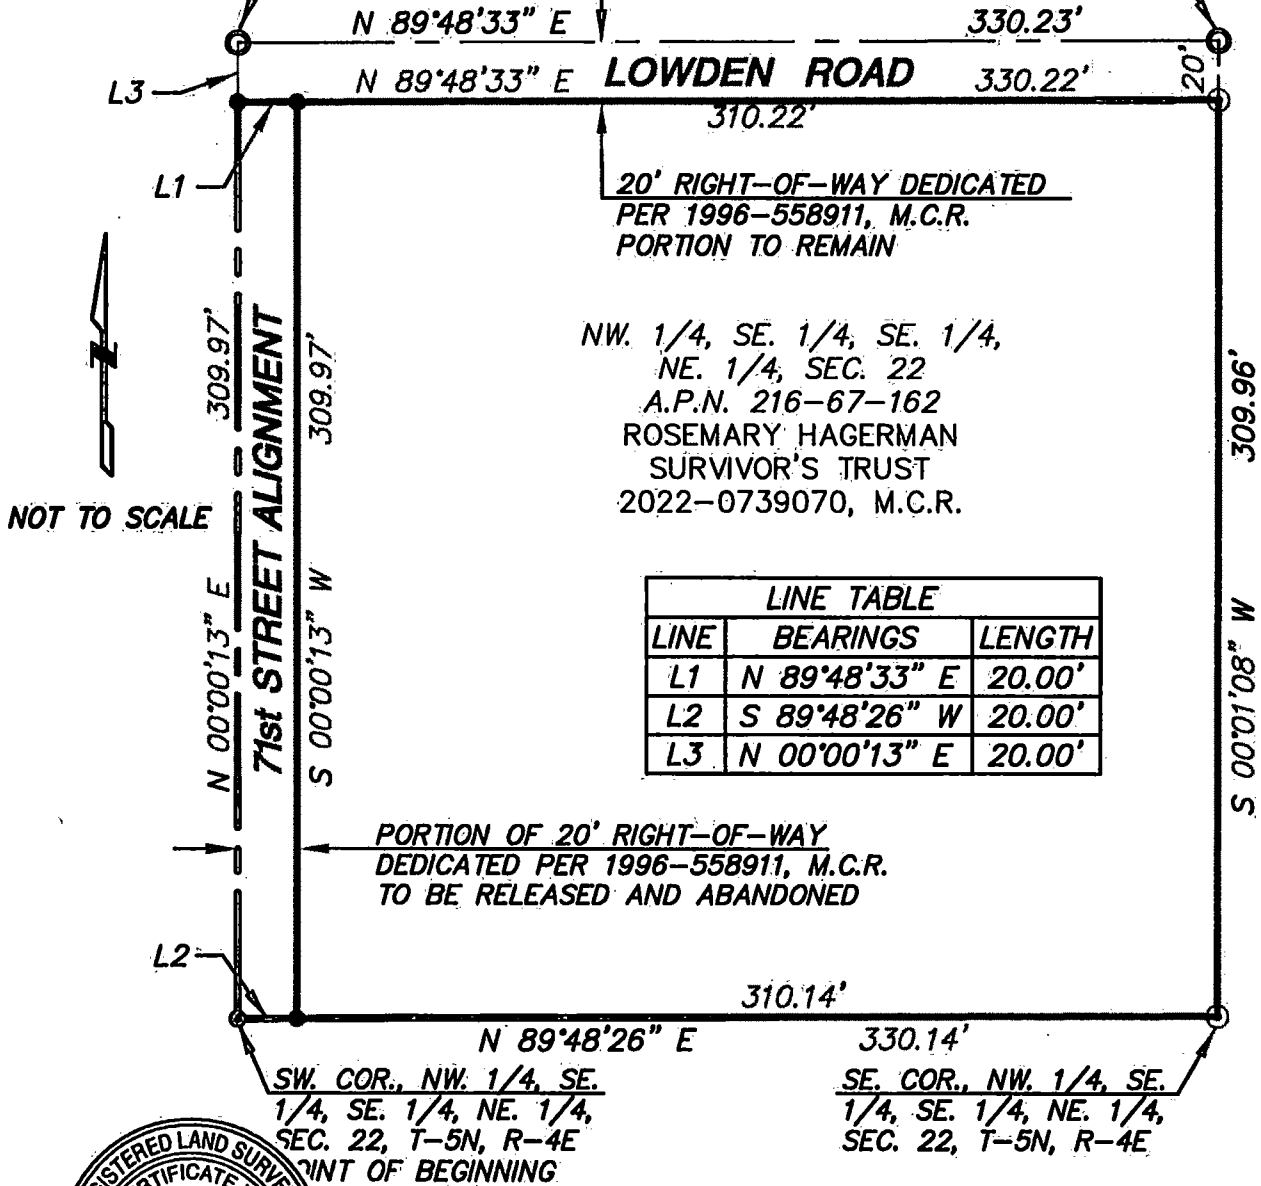 N 89°48'33" E 330.23'
20'
L3 N 89°48'33" E LOWDEN ROAD 330.22'
310.22'
L1
20' RIGHT-OF-WAY DEDICATED
PER 1996-558911, M.C.R.
PORTION TO REMAIN
N
NOT TO SCALE
309.97'
N 00°00'13" E
71st STREET ALIGNMENT
309.97'
S 00°00'13" W
NW. 1/4, SE. 1/4, SE. 1/4,
NE. 1/4, SEC. 22
A.P.N. 216-67-162
ROSEMARY HAGERMAN
SURVIVOR'S TRUST
2022-0739070, M.C.R.
309.96'
S 00°01'08" W
LINE TABLE
LINE BEARINGS LENGTH
L1 N 89°48'33" E 20.00'
L2 S 89°48'26" W 20.00'
L3 N 00°00'13" E 20.00'
PORTION OF 20' RIGHT-OF-WAY
DEDICATED PER 1996-558911, M.C.R.
TO BE RELEASED AND ABANDONED
L2
310.14'
N 89°48'26" E 330.14'
SW. COR., NW. 1/4, SE.
1/4, SE. 1/4, NE. 1/4,
SEC. 22, T-5N, R-4E
OINT OF BEGINNING
SE. COR., NW. 1/4, SE.
1/4, SE. 1/4, NE. 1/4,
SEC. 22, T-5N, R-4E
ISTERED LAND SURVE
RTIFICATE